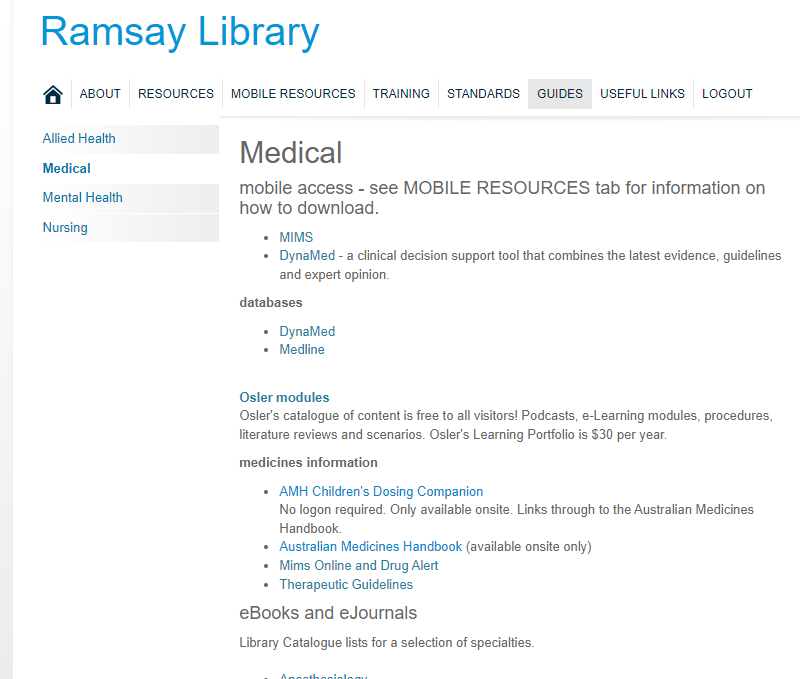 Ramsay Library
ABOUT RESOURCES MOBILE RESOURCES TRAINING STANDARDS GUIDES USEFUL LINKS LOGOUT
Allied Health
Medical
Mental Health
Nursing
Medical
mobile access - see MOBILE RESOURCES tab for information on
how to download.
• MIMS
• DynaMed - a clinical decision support tool that combines the latest evidence, guidelines
and expert opinion.
databases
• DynaMed
• Medline
Osler modules
Osler's catalogue of content is free to all visitors! Podcasts, e-Learning modules, procedures,
literature reviews and scenarios. Osler's Learning Portfolio is $30 per year.
medicines information
• AMH Children's Dosing Companion
No logon required. Only available onsite. Links through to the Australian Medicines
Handbook.
• Australian Medicines Handbook (available onsite only)
• Mims Online and Drug Alert
• Therapeutic Guidelines
eBooks and eJournals
Library Catalogue lists for a selection of specialties.
• Anesthesiology